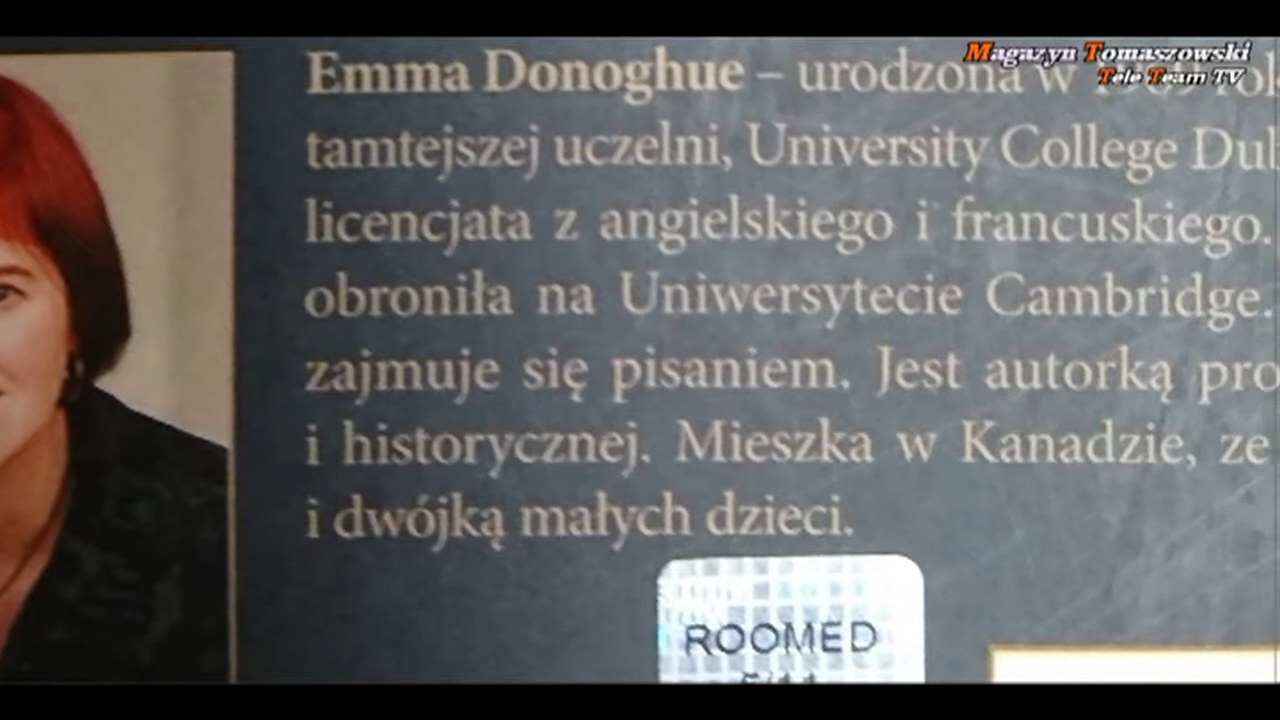 Magazyn Tomaszowski
Tele Team TV
Emma Donoghue – urodzona w
tamtejszej uczelni, University College
licencjata z angielskiego i francuskiego.
obroniła na Uniwersytecie Cambridge.
zajmuje się pisaniem. Jest autorką
i historycznej. Mieszka w Kanadzie, ze
i dwójką małych dzieci.
ROOMED